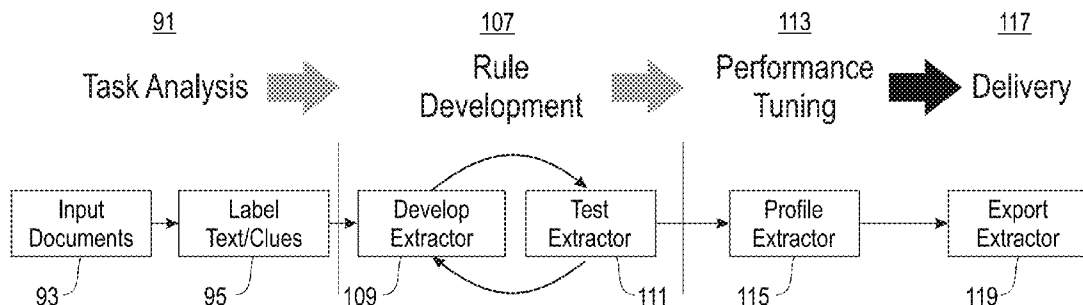 91
107
113
117
Task Analysis
Rule
Development
Performance
Tuning
Delivery
Input
Documents
Label
Text/Clues
Develop
Extractor
Test
Extractor
Profile
Extractor
Export
Extractor
93
95
109
111
115
119